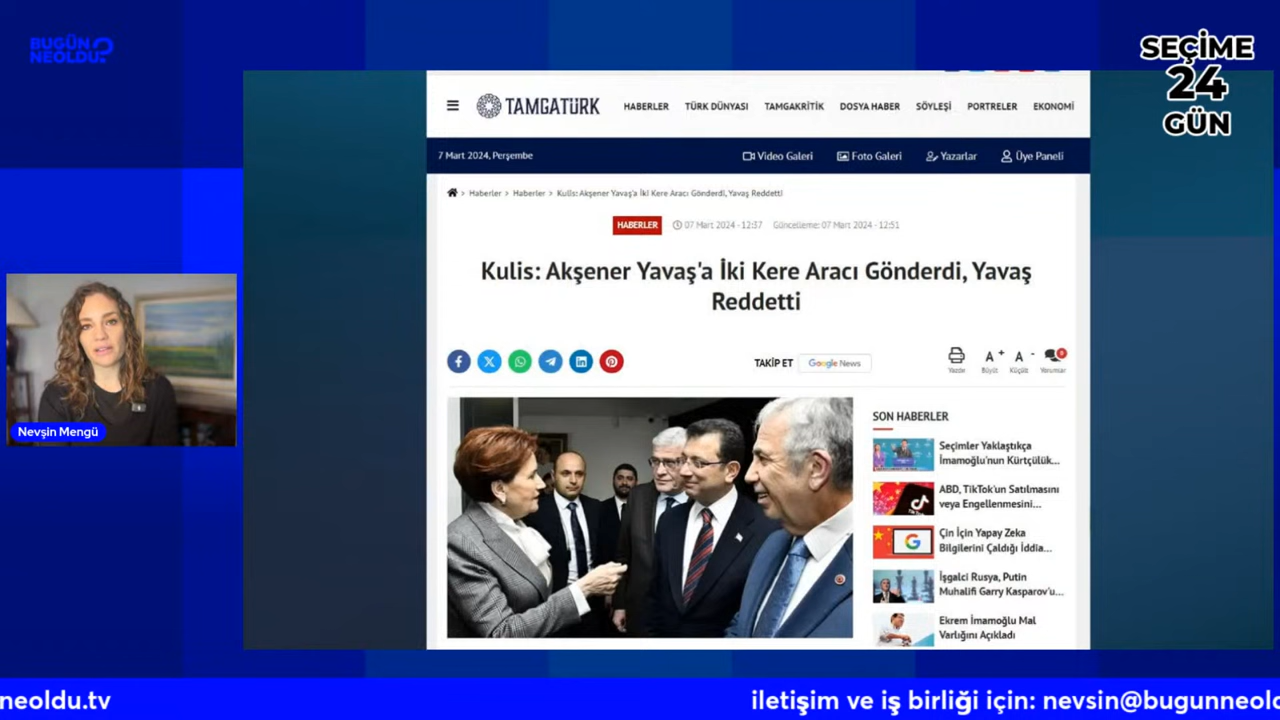 BUGÜN
NEOLDU?
SEÇİME
24
GÜN
TAMGATÜRK
HABERLER TÜRK DÜNYASI TAMGAKRİTİK DOSYA HABER SÖYLEŞİ PORTRELER EKONOMİ
7 Mart 2024, Perşembe
Video Galeri Foto Galeri Yazarlar Üye Paneli
> Haberler > Haberler > Kulis: Akşener Yavaş'a İki Kere Aracı Gönderdi, Yavaş Reddetti
HABERLER 07 Mart 2024 - 12:37 Güncelleme: 07 Mart 2024 - 12:51
Kulis: Akşener Yavaş'a İki Kere Aracı Gönderdi, Yavaş
Reddetti
TAKİP ET Google News
A+ A- 0
Yazdır Büyüt Küçült Yorumlar
SON HABERLER
Seçimler Yaklaştıkça
İmamoğlu'nun Kürtçülük...
ABD, TikTok'un Satılmasını
veya Engellenmesini...
TikTok
Çin İçin Yapay Zeka
Bilgilerini Çaldığı İddia...
İşgalci Rusya, Putin
Muhalifi Garry Kasparov'u...
Ekrem İmamoğlu Mal
Varlığını Açıkladı
Nevşin Mengü
neoldu.tv
iletişim ve iş birliği için: nevsin@bugunneold